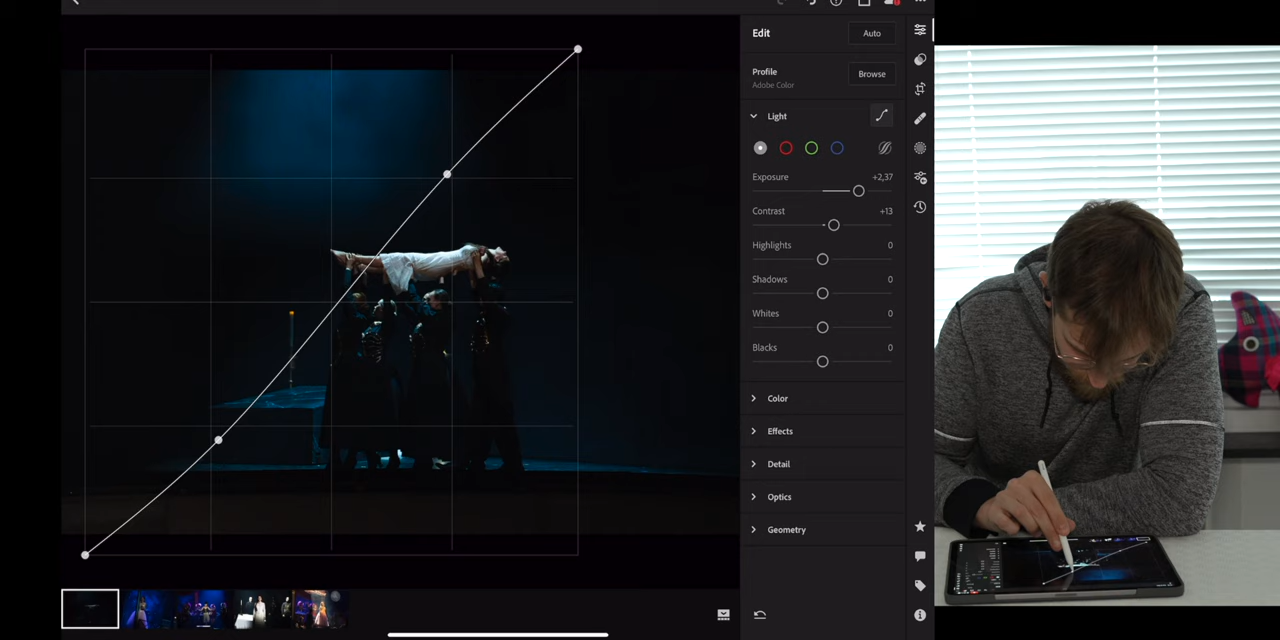 Edit
Auto
Profile
Adobe Color
Browse
Light
Exposure
+2,37
Contrast
+13
Highlights
0
Shadows
0
Whites
0
Blacks
0
Color
Effects
Detail
Optics
Geometry